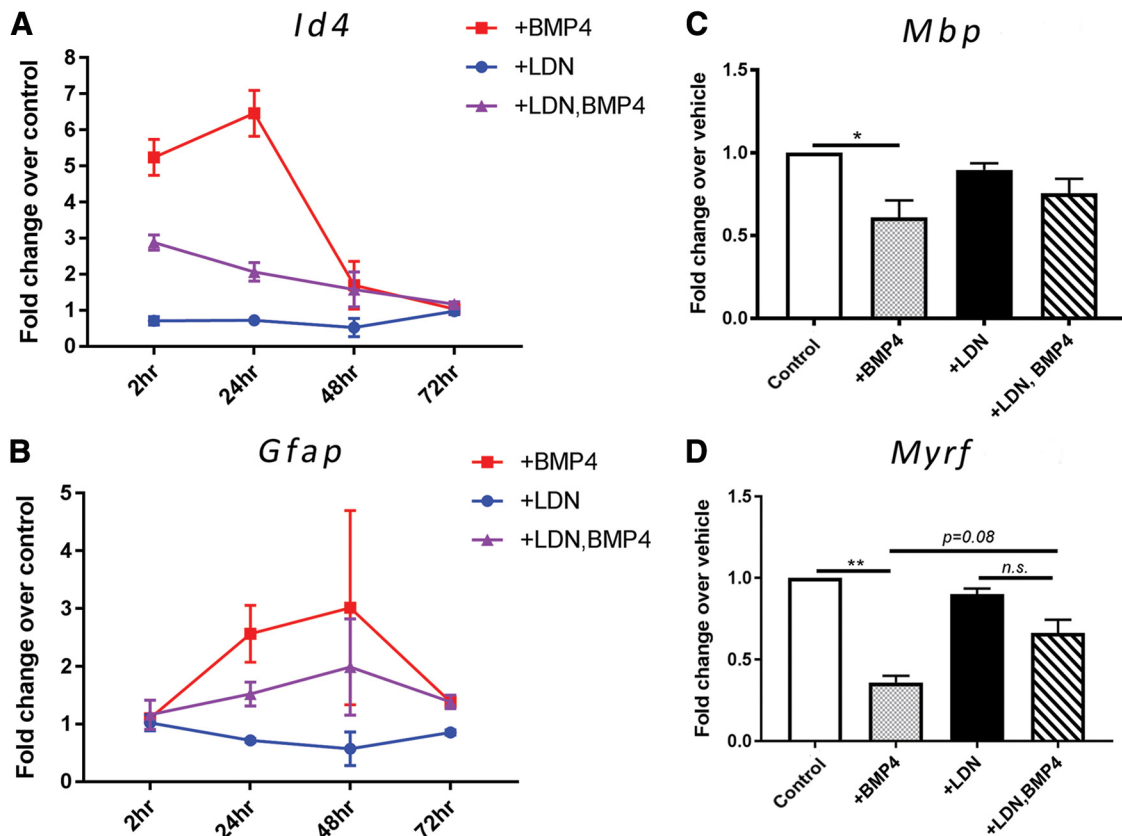 A
Id4
+BMP4
+LDN
+LDN,BMP4
Fold change over control
8
7
6
5
4
3
2
1
0
2hr
24hr
48hr
72hr
B
Gfap
+BMP4
+LDN
+LDN,BMP4
Fold change over control
5
4
3
2
1
0
2hr
24hr
48hr
72hr
C
Mbp
Fold change over vehicle
1.5
1.0
0.5
0.0
*
Control
+BMP4
+LDN
+LDN, BMP4
D
Myrf
Fold change over vehicle
1.5
1.0
0.5
0.0
**
p=0.08
n.s.
Control
+BMP4
+LDN
+LDN,BMP4